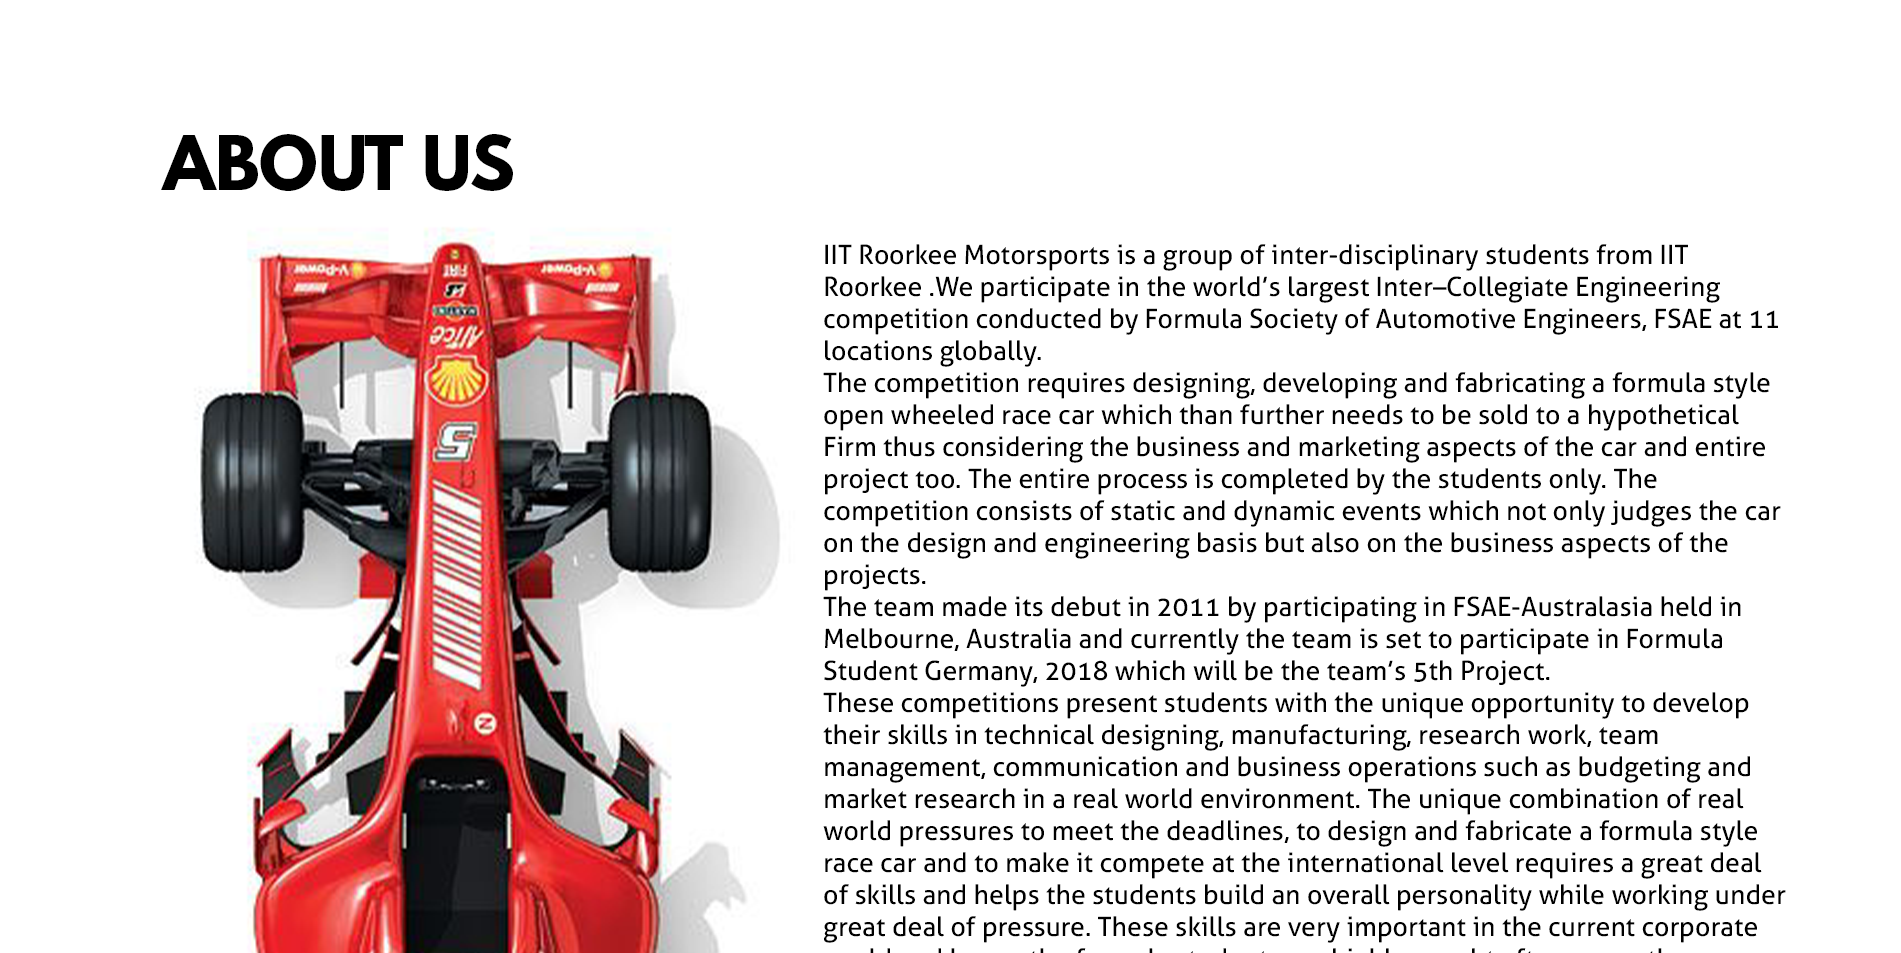 ABOUT US
V-Power
V-Power
FIAT
Alice
5
IIT Roorkee Motorsports is a group of inter-disciplinary students from IIT
Roorkee .We participate in the world’s largest Inter–Collegiate Engineering
competition conducted by Formula Society of Automotive Engineers, FSAE at 11
locations globally.
The competition requires designing, developing and fabricating a formula style
open wheeled race car which than further needs to be sold to a hypothetical
Firm thus considering the business and marketing aspects of the car and entire
project too. The entire process is completed by the students only. The
competition consists of static and dynamic events which not only judges the car
on the design and engineering basis but also on the business aspects of the
projects.
The team made its debut in 2011 by participating in FSAE-Australasia held in
Melbourne, Australia and currently the team is set to participate in Formula
Student Germany, 2018 which will be the team’s 5th Project.
These competitions present students with the unique opportunity to develop
their skills in technical designing, manufacturing, research work, team
management, communication and business operations such as budgeting and
market research in a real world environment. The unique combination of real
world pressures to meet the deadlines, to design and fabricate a formula style
race car and to make it compete at the international level requires a great deal
of skills and helps the students build an overall personality while working under
great deal of pressure. These skills are very important in the current corporate